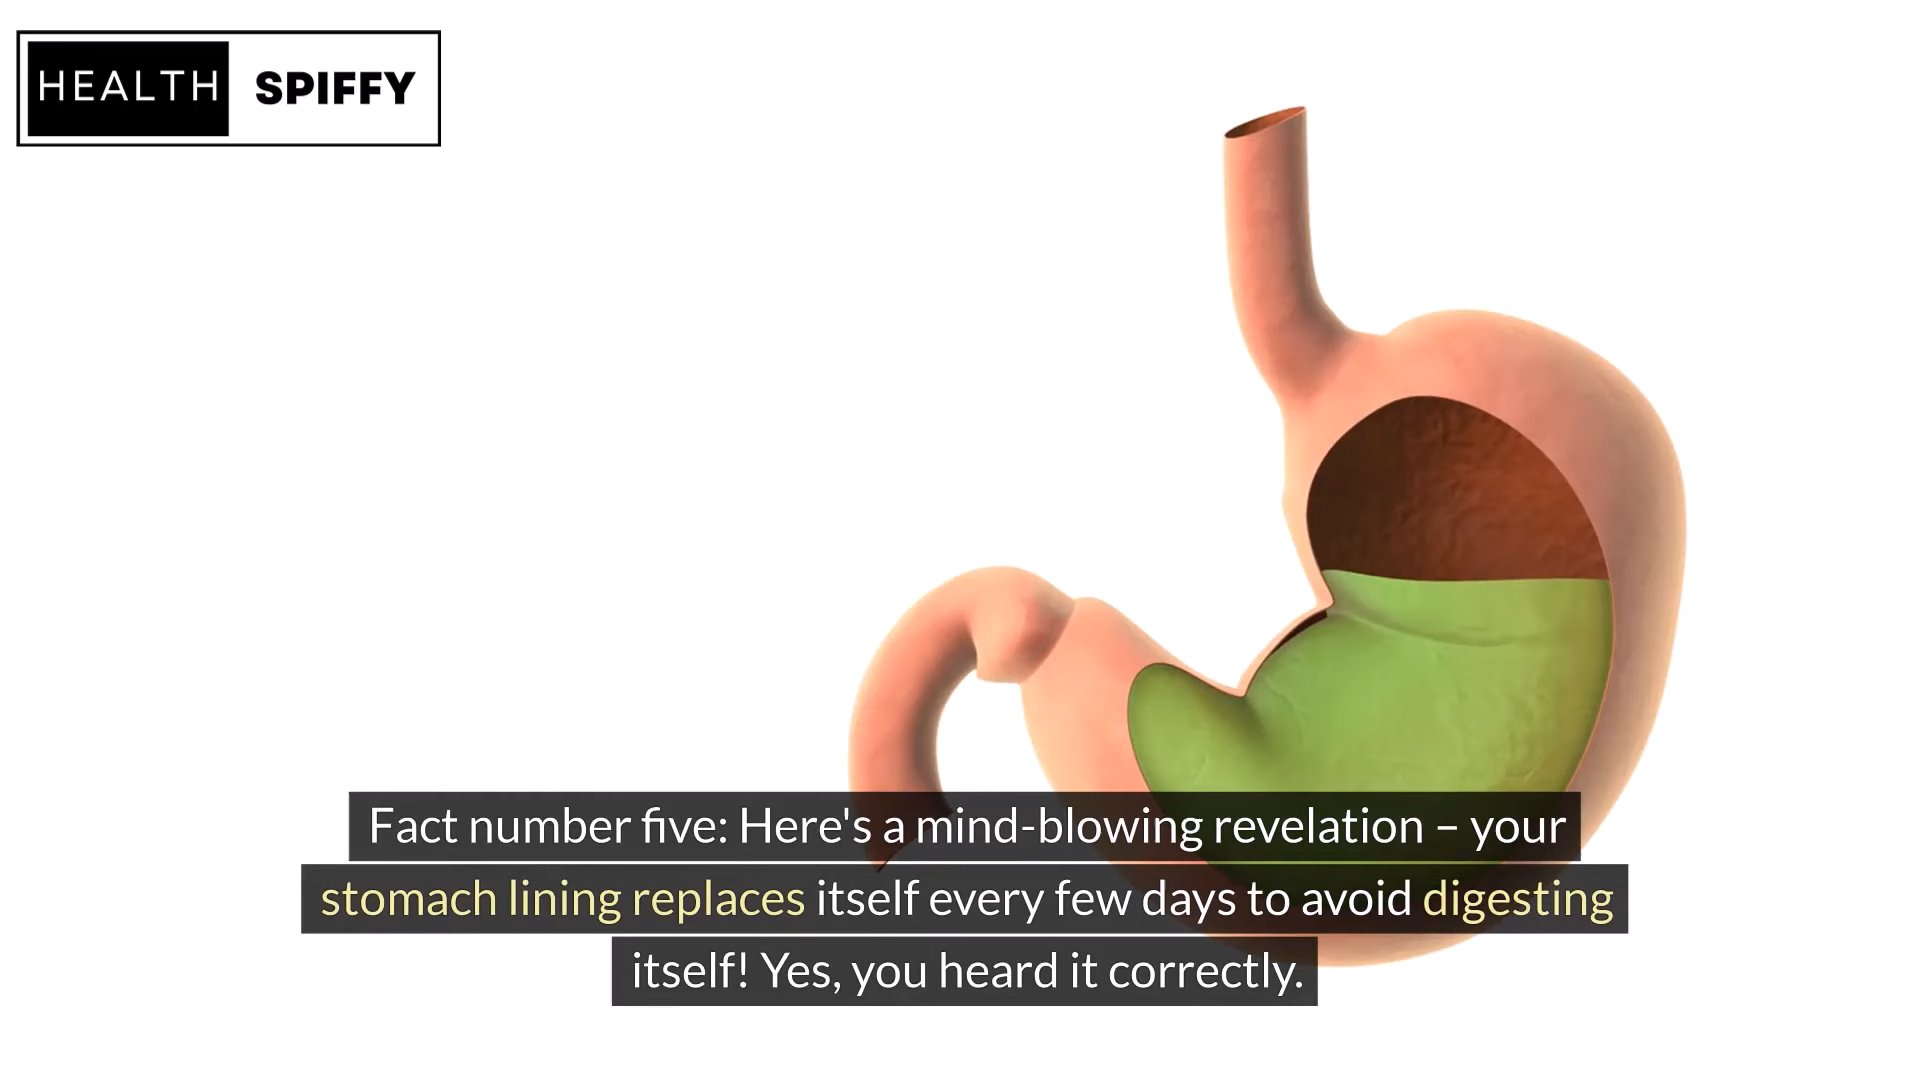 HEALTH SPIFFY
Fact number five: Here's a mind-blowing revelation – your
stomach lining replaces itself every few days to avoid digesting
itself! Yes, you heard it correctly.